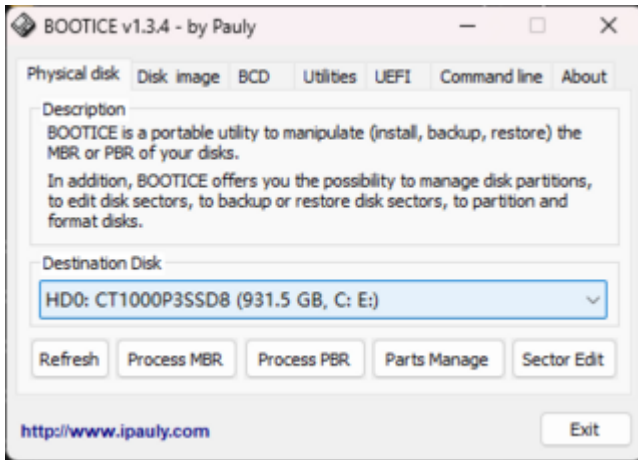 BOOTICE v1.3.4 - by Pauly
Physical disk Disk image BCD Utilities UEFI Command line About
Description
BOOTICE is a portable utility to manipulate (install, backup, restore) the
MBR or PBR of your disks.
In addition, BOOTICE offers you the possibility to manage disk partitions,
to edit disk sectors, to backup or restore disk sectors, to partition and
format disks.
Destination Disk
HD0: CT1000P3SSD8 (931.5 GB, C: E:)
Refresh Process MBR Process PBR Parts Manage Sector Edit
http://www.ipauly.com Exit